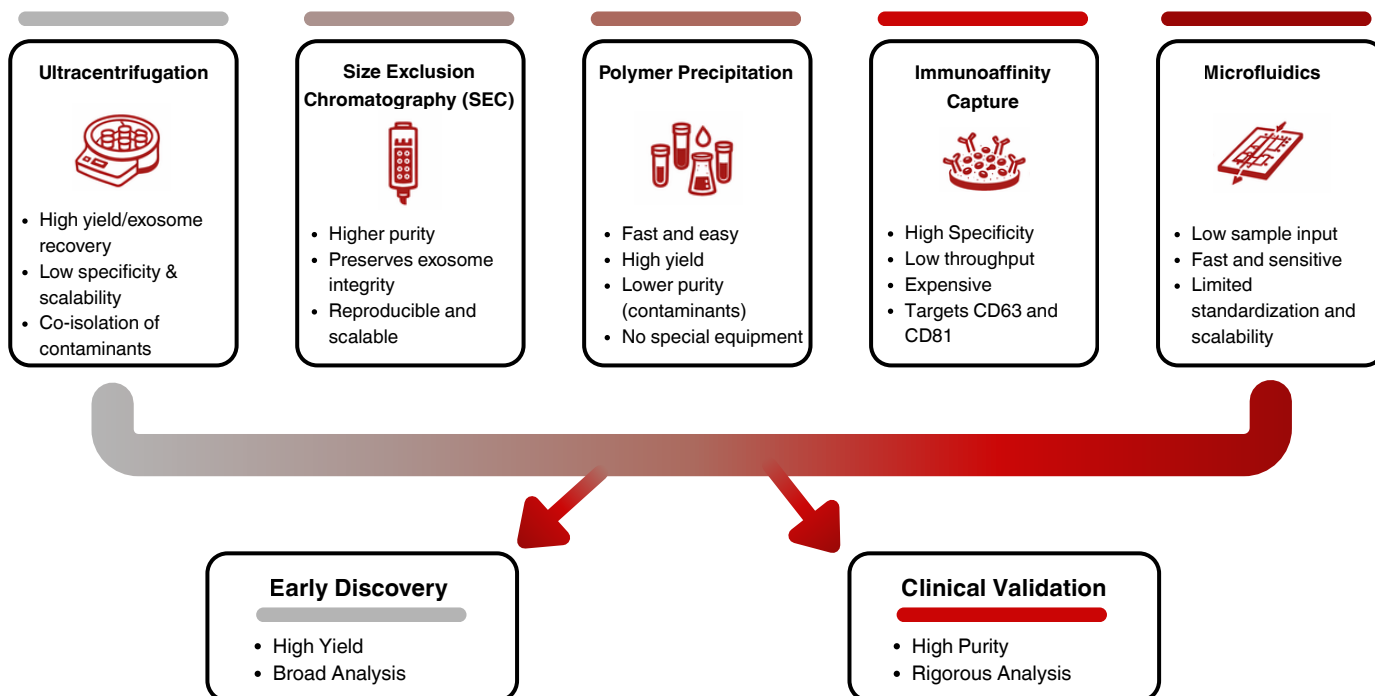 Ultracentrifugation
• High yield/exosome
recovery
• Low specificity &
scalability
• Co-isolation of
contaminants
Size Exclusion
Chromatography (SEC)
• Higher purity
• Preserves exosome
integrity
• Reproducible and
scalable
Polymer Precipitation
• Fast and easy
• High yield
• Lower purity
(contaminants)
• No special equipment
Immunoaffinity
Capture
• High Specificity
• Low throughput
• Expensive
• Targets CD63 and
CD81
Microfluidics
• Low sample input
• Fast and sensitive
• Limited
standardization and
scalability
Early Discovery
• High Yield
• Broad Analysis
Clinical Validation
• High Purity
• Rigorous Analysis